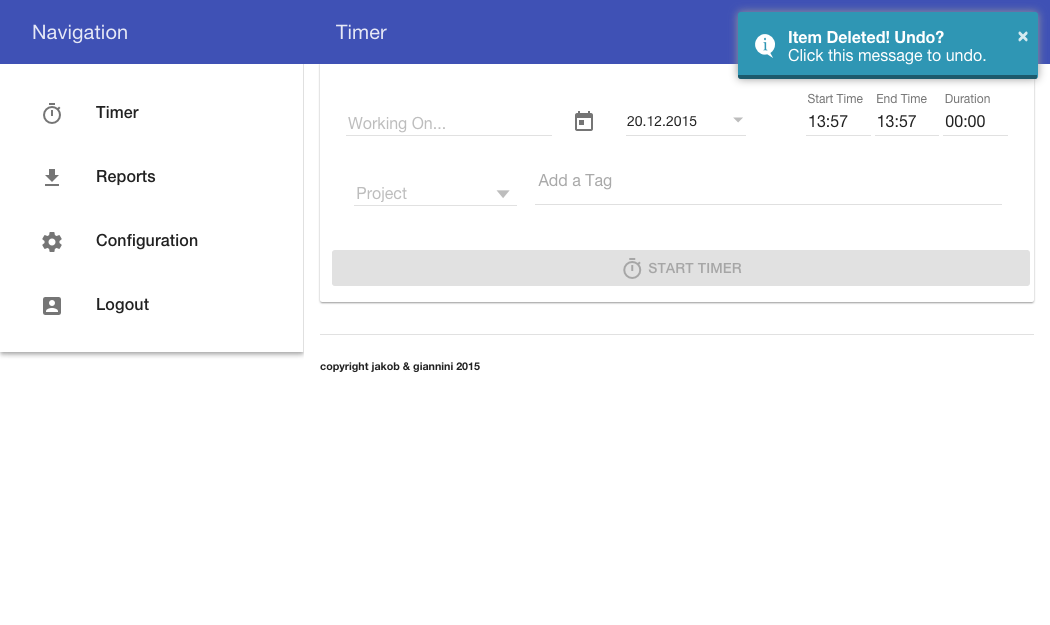 Navigation
Timer
Item Deleted! Undo?
Click this message to undo.
×
Timer
Reports
Configuration
Logout
Start Time End Time Duration
Working On... 20.12.2015 13:57 13:57 00:00
Project Add a Tag
START TIMER
copyright jakob & giannini 2015